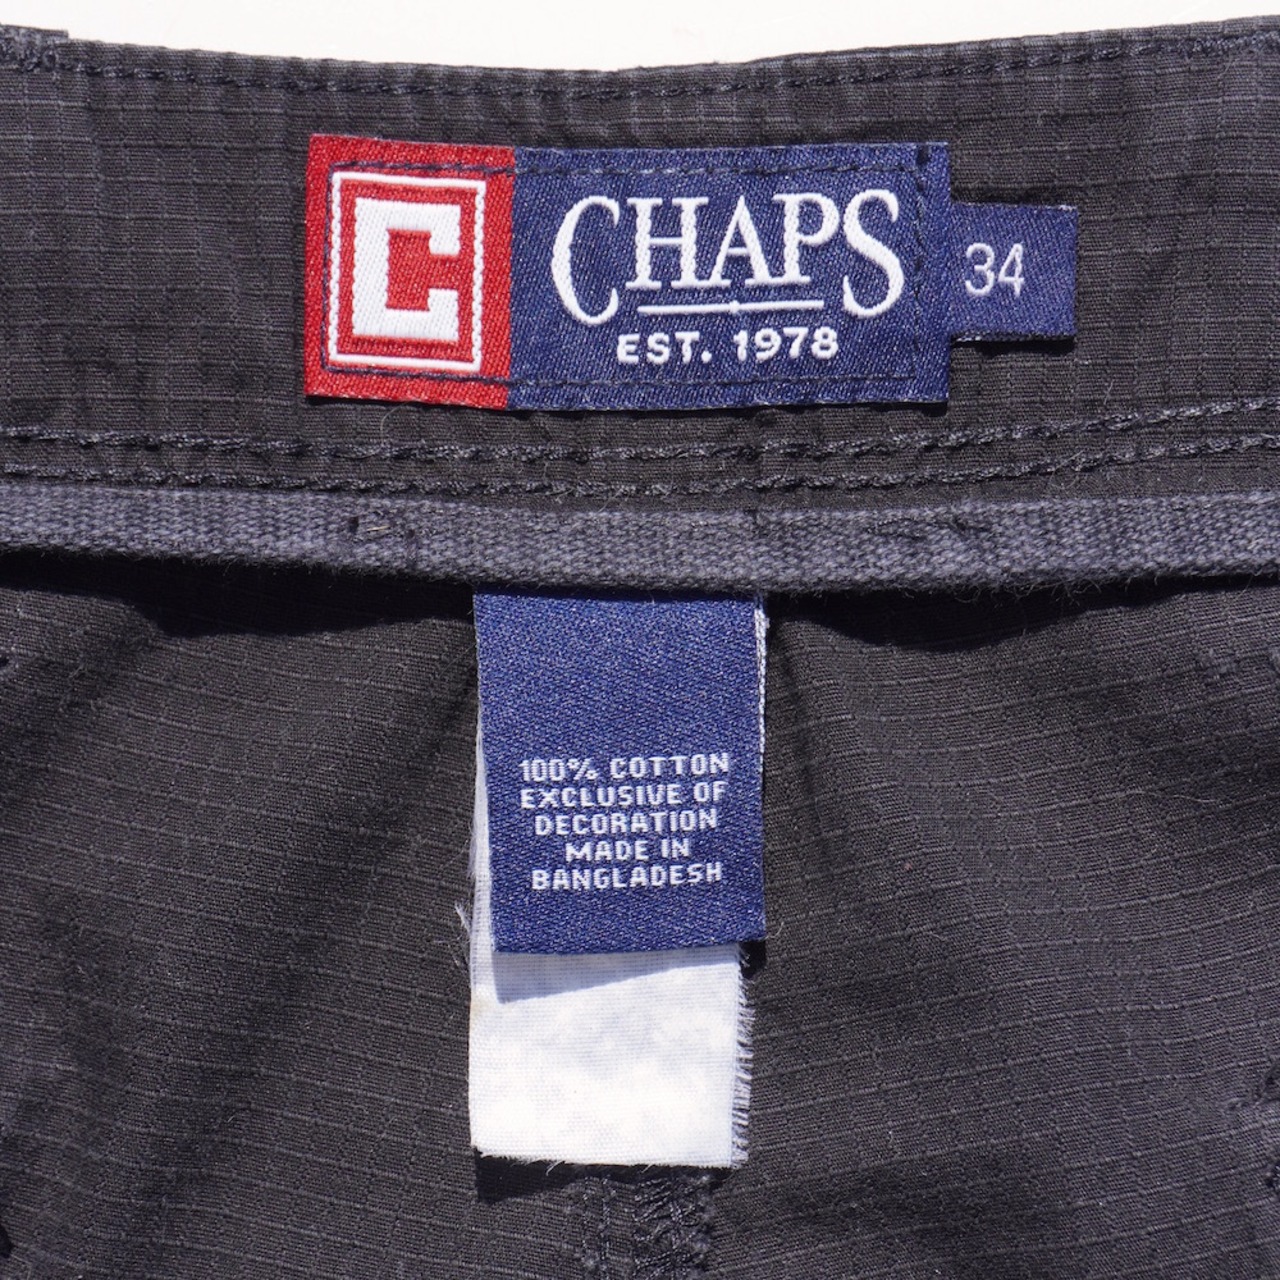 C
CHAPS
EST. 1978
34
100% COTTON
EXCLUSIVE OF
DECORATION
MADE IN
BANGLADESH